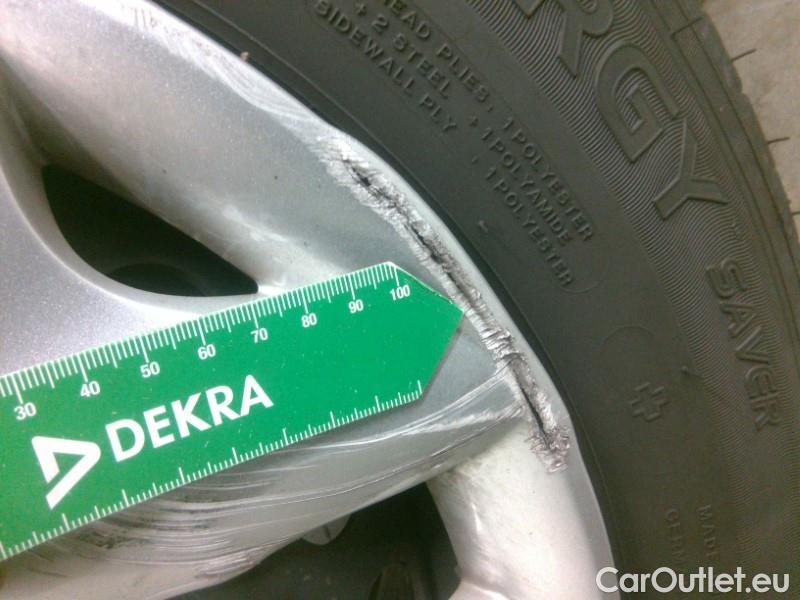 TREAD PLIES, 1 POLYESTER
+ 2 STEEL + 1 POLYAMIDE
SIDEWALL PLY 1 POLYESTER
SAVER
30 40 50 60 70 80 90 100
DEKRA
MADE
CarOutlet.eu